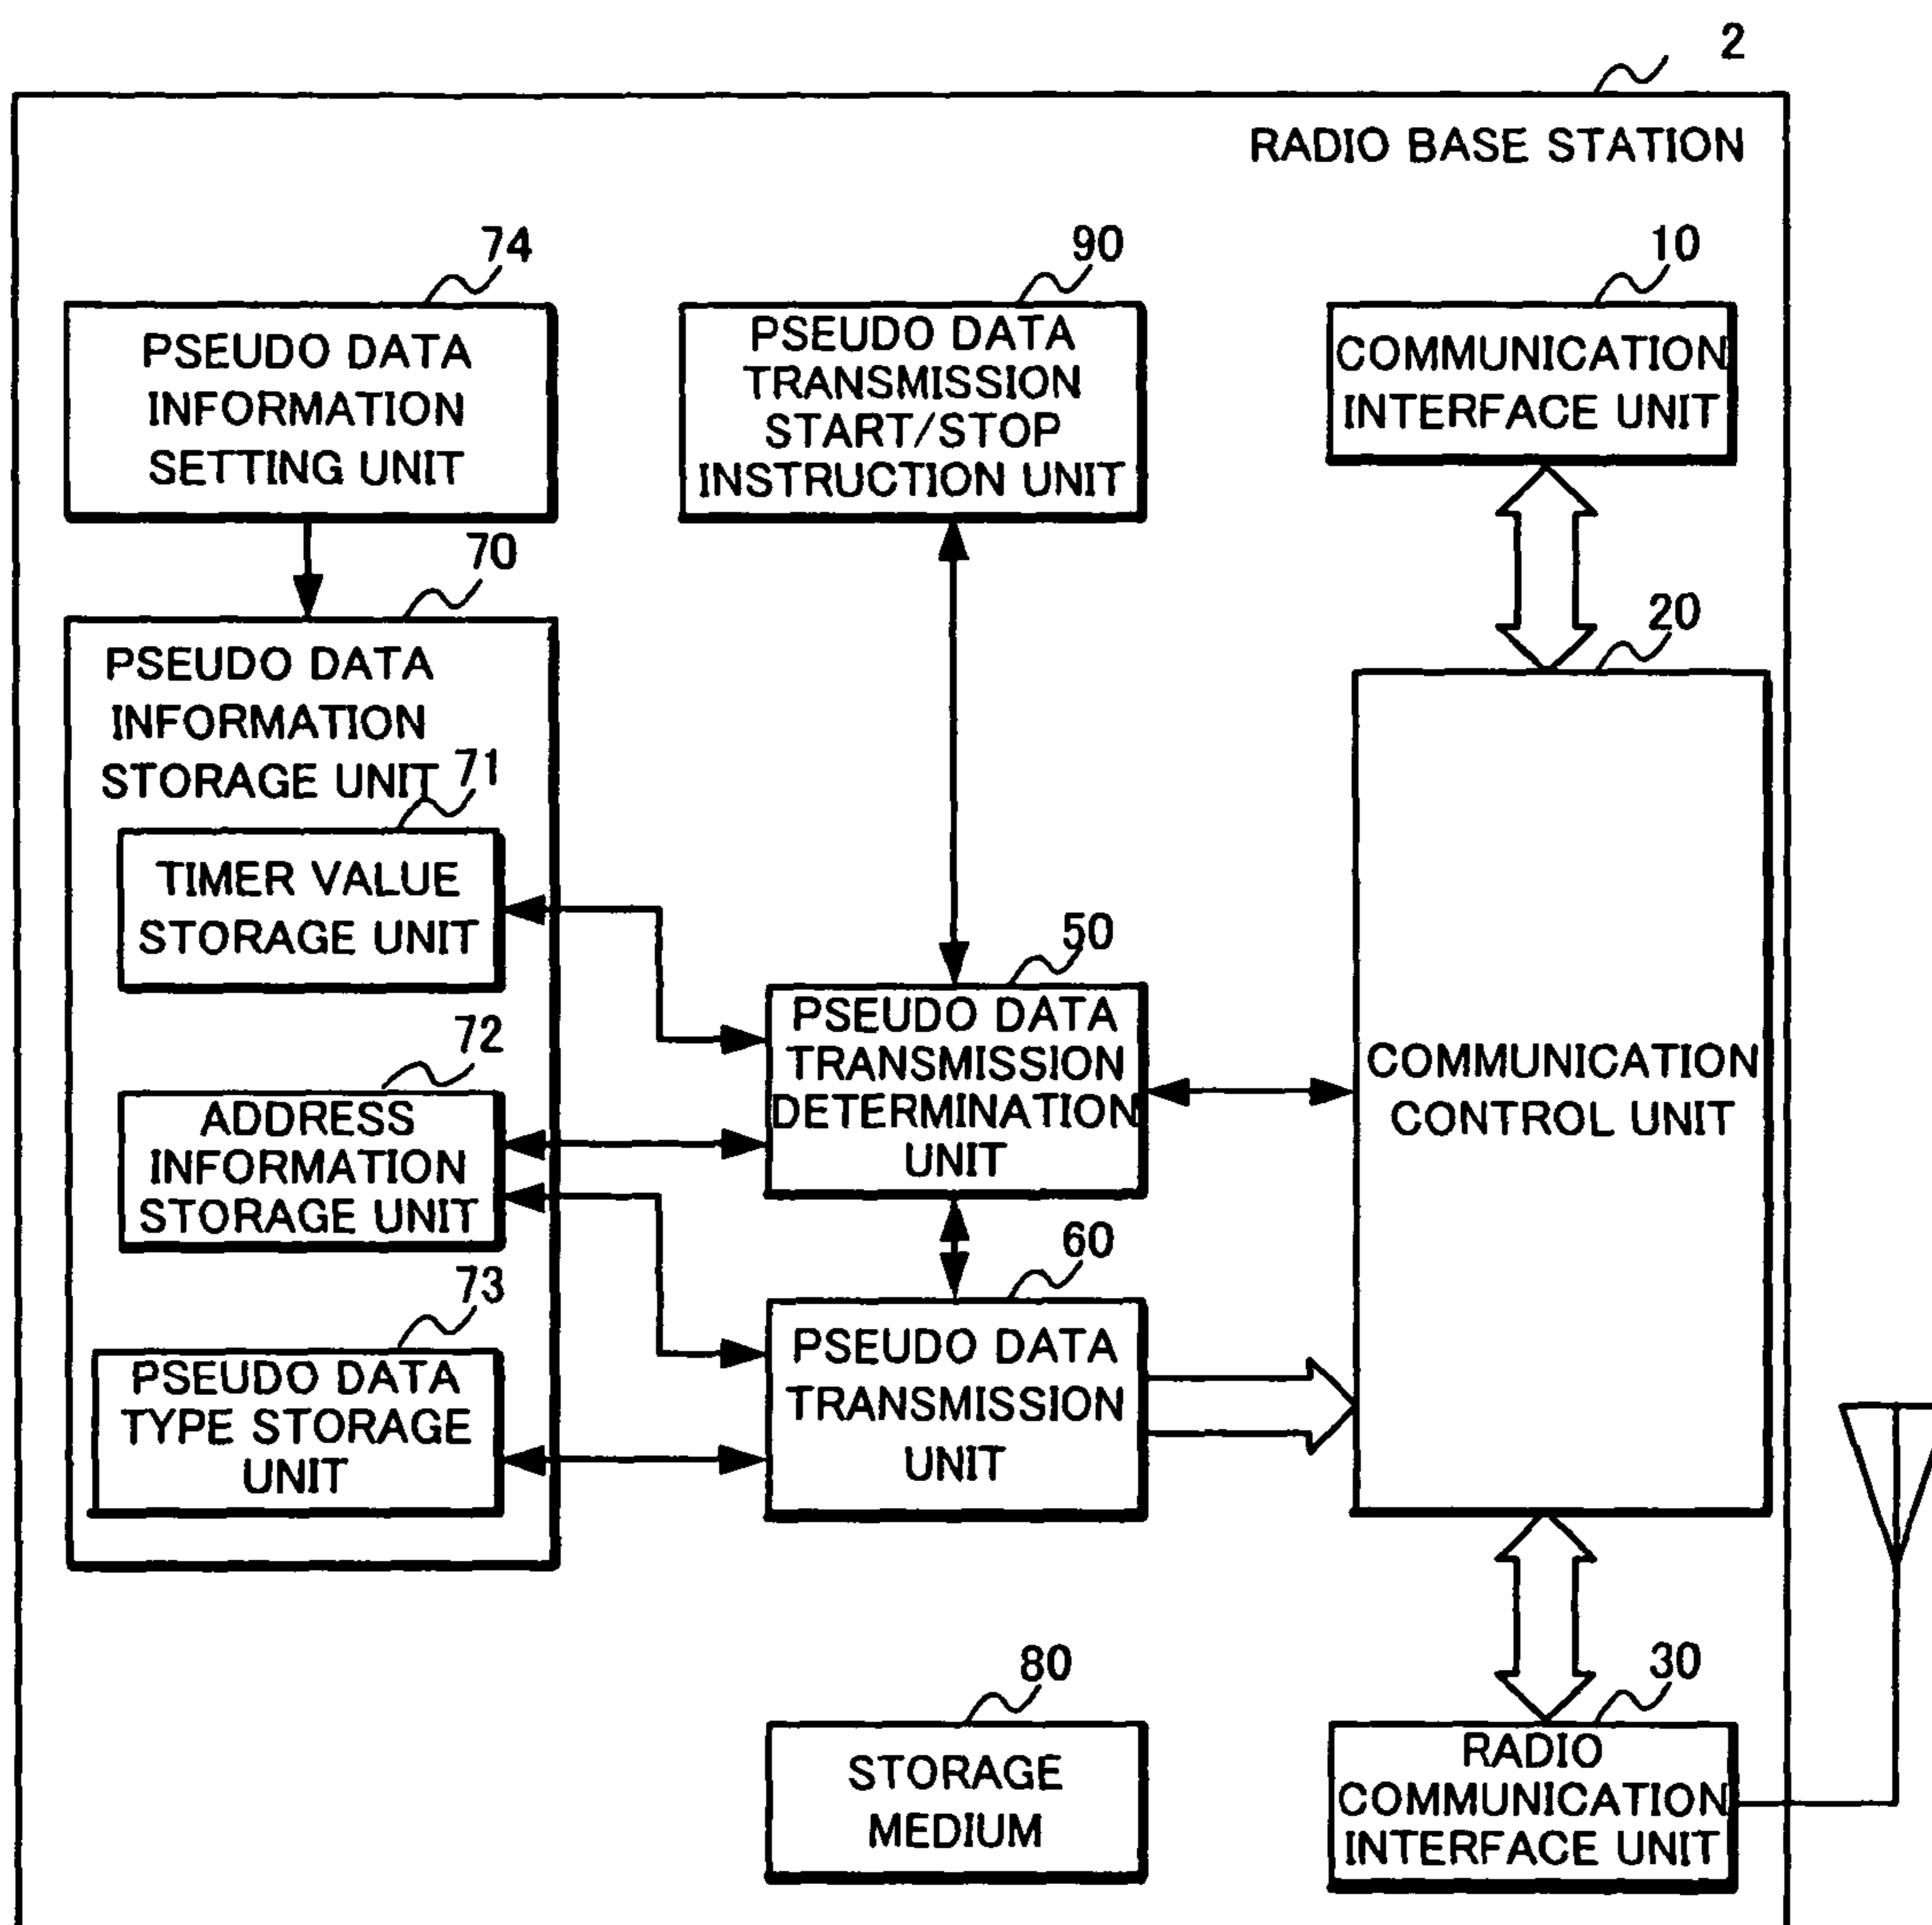 2
RADIO BASE STATION
74
PSEUDO DATA
INFORMATION
SETTING UNIT
90
PSEUDO DATA
TRANSMISSION
START/STOP
INSTRUCTION UNIT
10
COMMUNICATION
INTERFACE UNIT
70
PSEUDO DATA
INFORMATION
STORAGE UNIT
71
TIMER VALUE
STORAGE UNIT
72
ADDRESS
INFORMATION
STORAGE UNIT
73
PSEUDO DATA
TYPE STORAGE
UNIT
50
PSEUDO DATA
TRANSMISSION
DETERMINATION
UNIT
60
PSEUDO DATA
TRANSMISSION
UNIT
20
COMMUNICATION
CONTROL UNIT
80
STORAGE
MEDIUM
30
RADIO
COMMUNICATION
INTERFACE UNIT